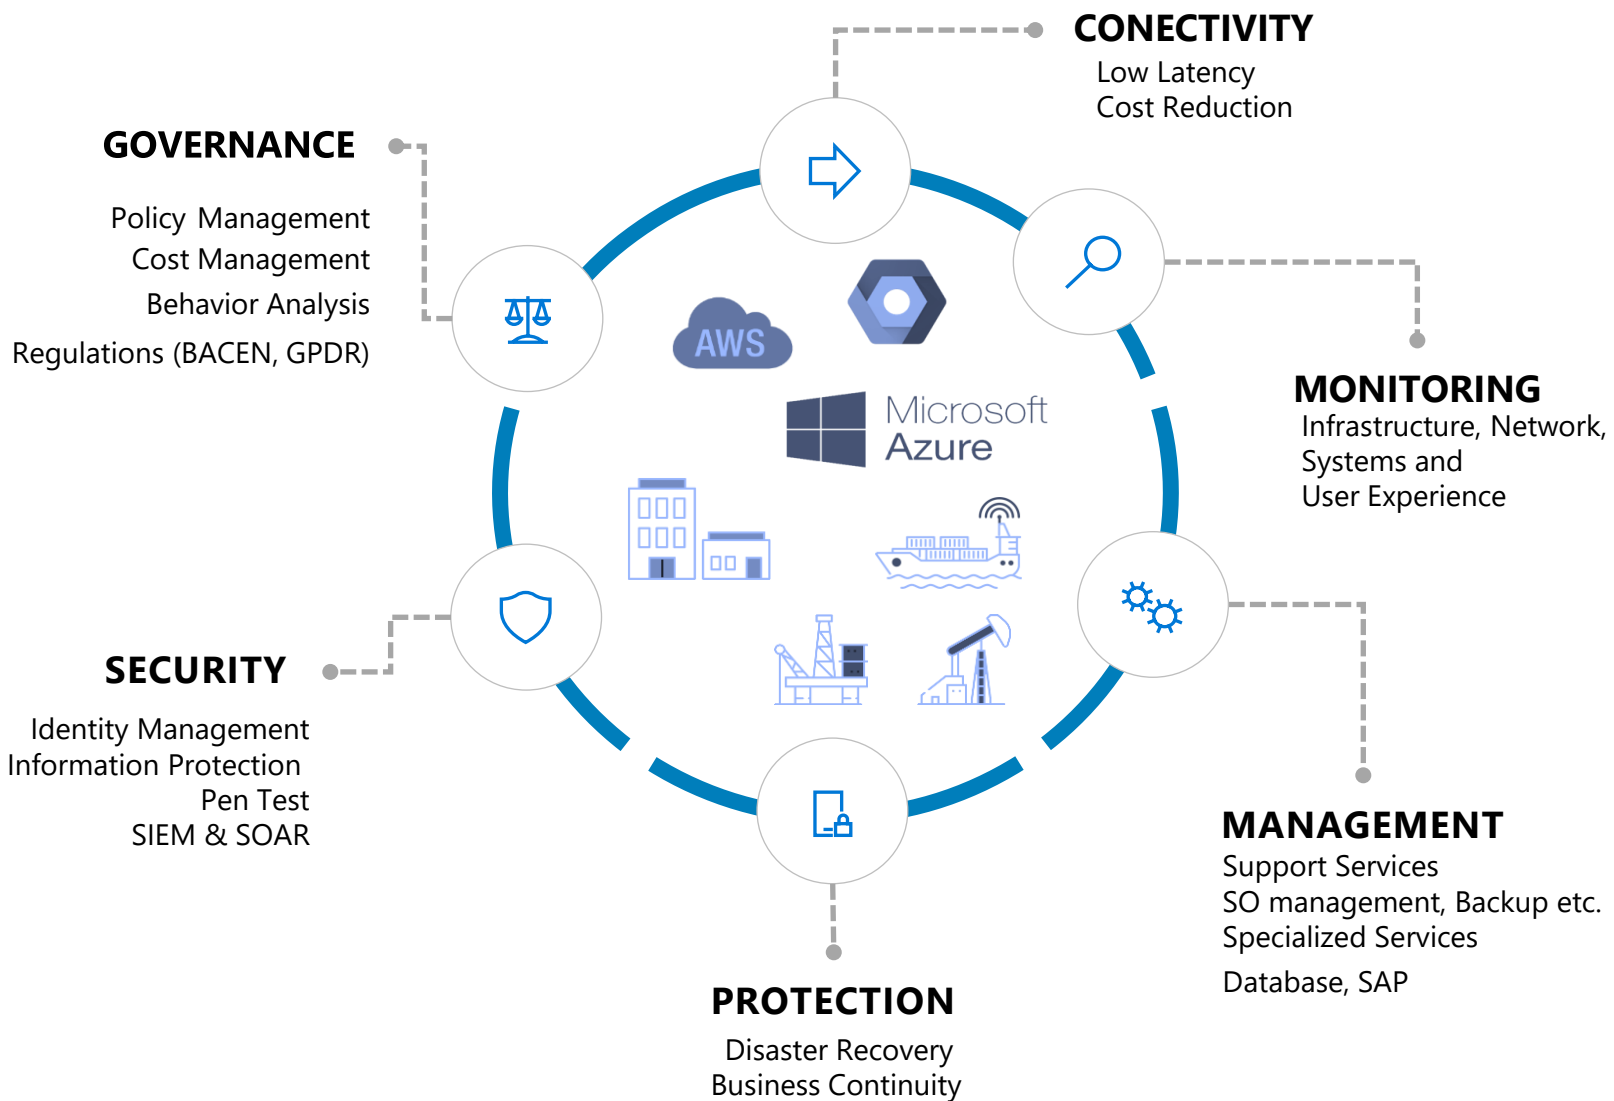 CONECTIVITY
Low Latency
Cost Reduction
GOVERNANCE
Policy Management
Cost Management
Behavior Analysis
Regulations (BACEN, GPDR)
AWS
Microsoft
Azure
MONITORING
Infrastructure, Network,
Systems and
User Experience
SECURITY
Identity Management
Information Protection
Pen Test
SIEM & SOAR
MANAGEMENT
Support Services
SO management, Backup etc.
Specialized Services
Database, SAP
PROTECTION
Disaster Recovery
Business Continuity